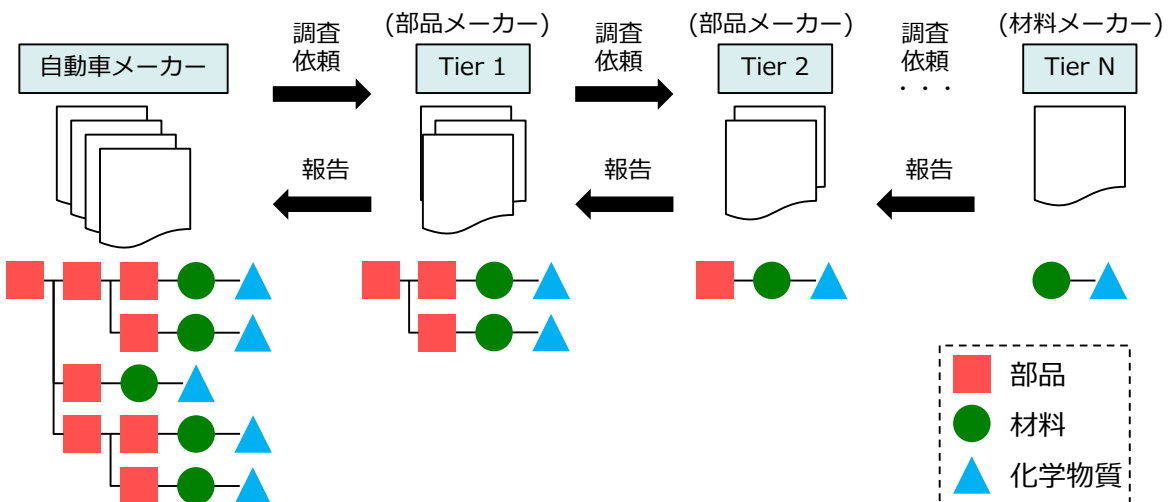 調査
依頼
(部品メーカー)
調査
依頼
(部品メーカー)
調査
依頼
・・・
(材料メーカー)
自動車メーカー
Tier 1
Tier 2
Tier N
報告
報告
報告
部品
材料
化学物質